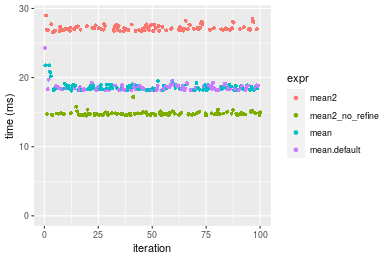 30
20
10
0
time (ms)
0
25
50
75
100
iteration
expr
mean2
mean2_no_refine
mean
mean.default